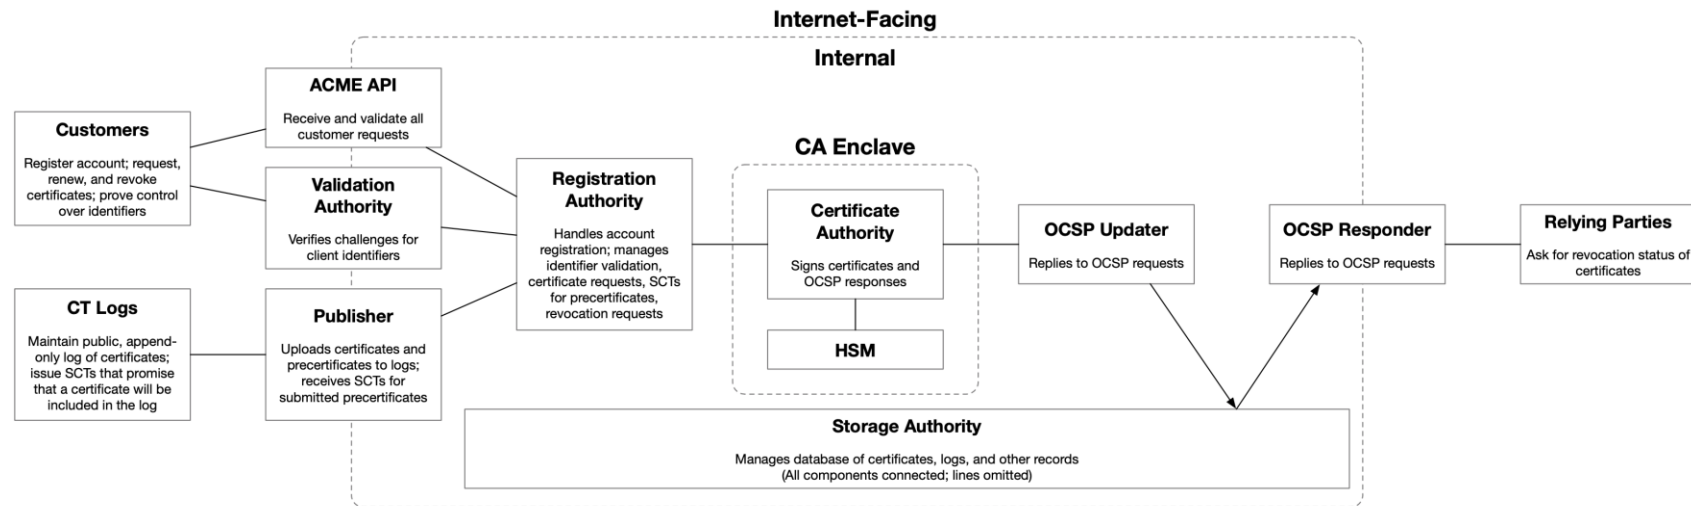 Internet-Facing
Internal
ACME API
Receive and validate all
customer requests
Customers
Register account; request,
renew, and revoke
certificates; prove control
over identifiers
Validation
Authority
Verifies challenges for
client identifiers
CT Logs
Maintain public, append-
only log of certificates;
issue SCTs that promise
that a certificate will be
included in the log
Publisher
Uploads certificates and
precertificates to logs;
receives SCTs for
submitted precertificates
Registration
Authority
Handles account
registration; manages
identifier validation,
certificate requests, SCTs
for precertificates,
revocation requests
CA Enclave
Certificate
Authority
Signs certificates and
OCSP responses
HSM
OCSP Updater
Replies to OCSP requests
OCSP Responder
Replies to OCSP requests
Relying Parties
Ask for revocation status of
certificates
Storage Authority
Manages database of certificates, logs, and other records
(All components connected; lines omitted)